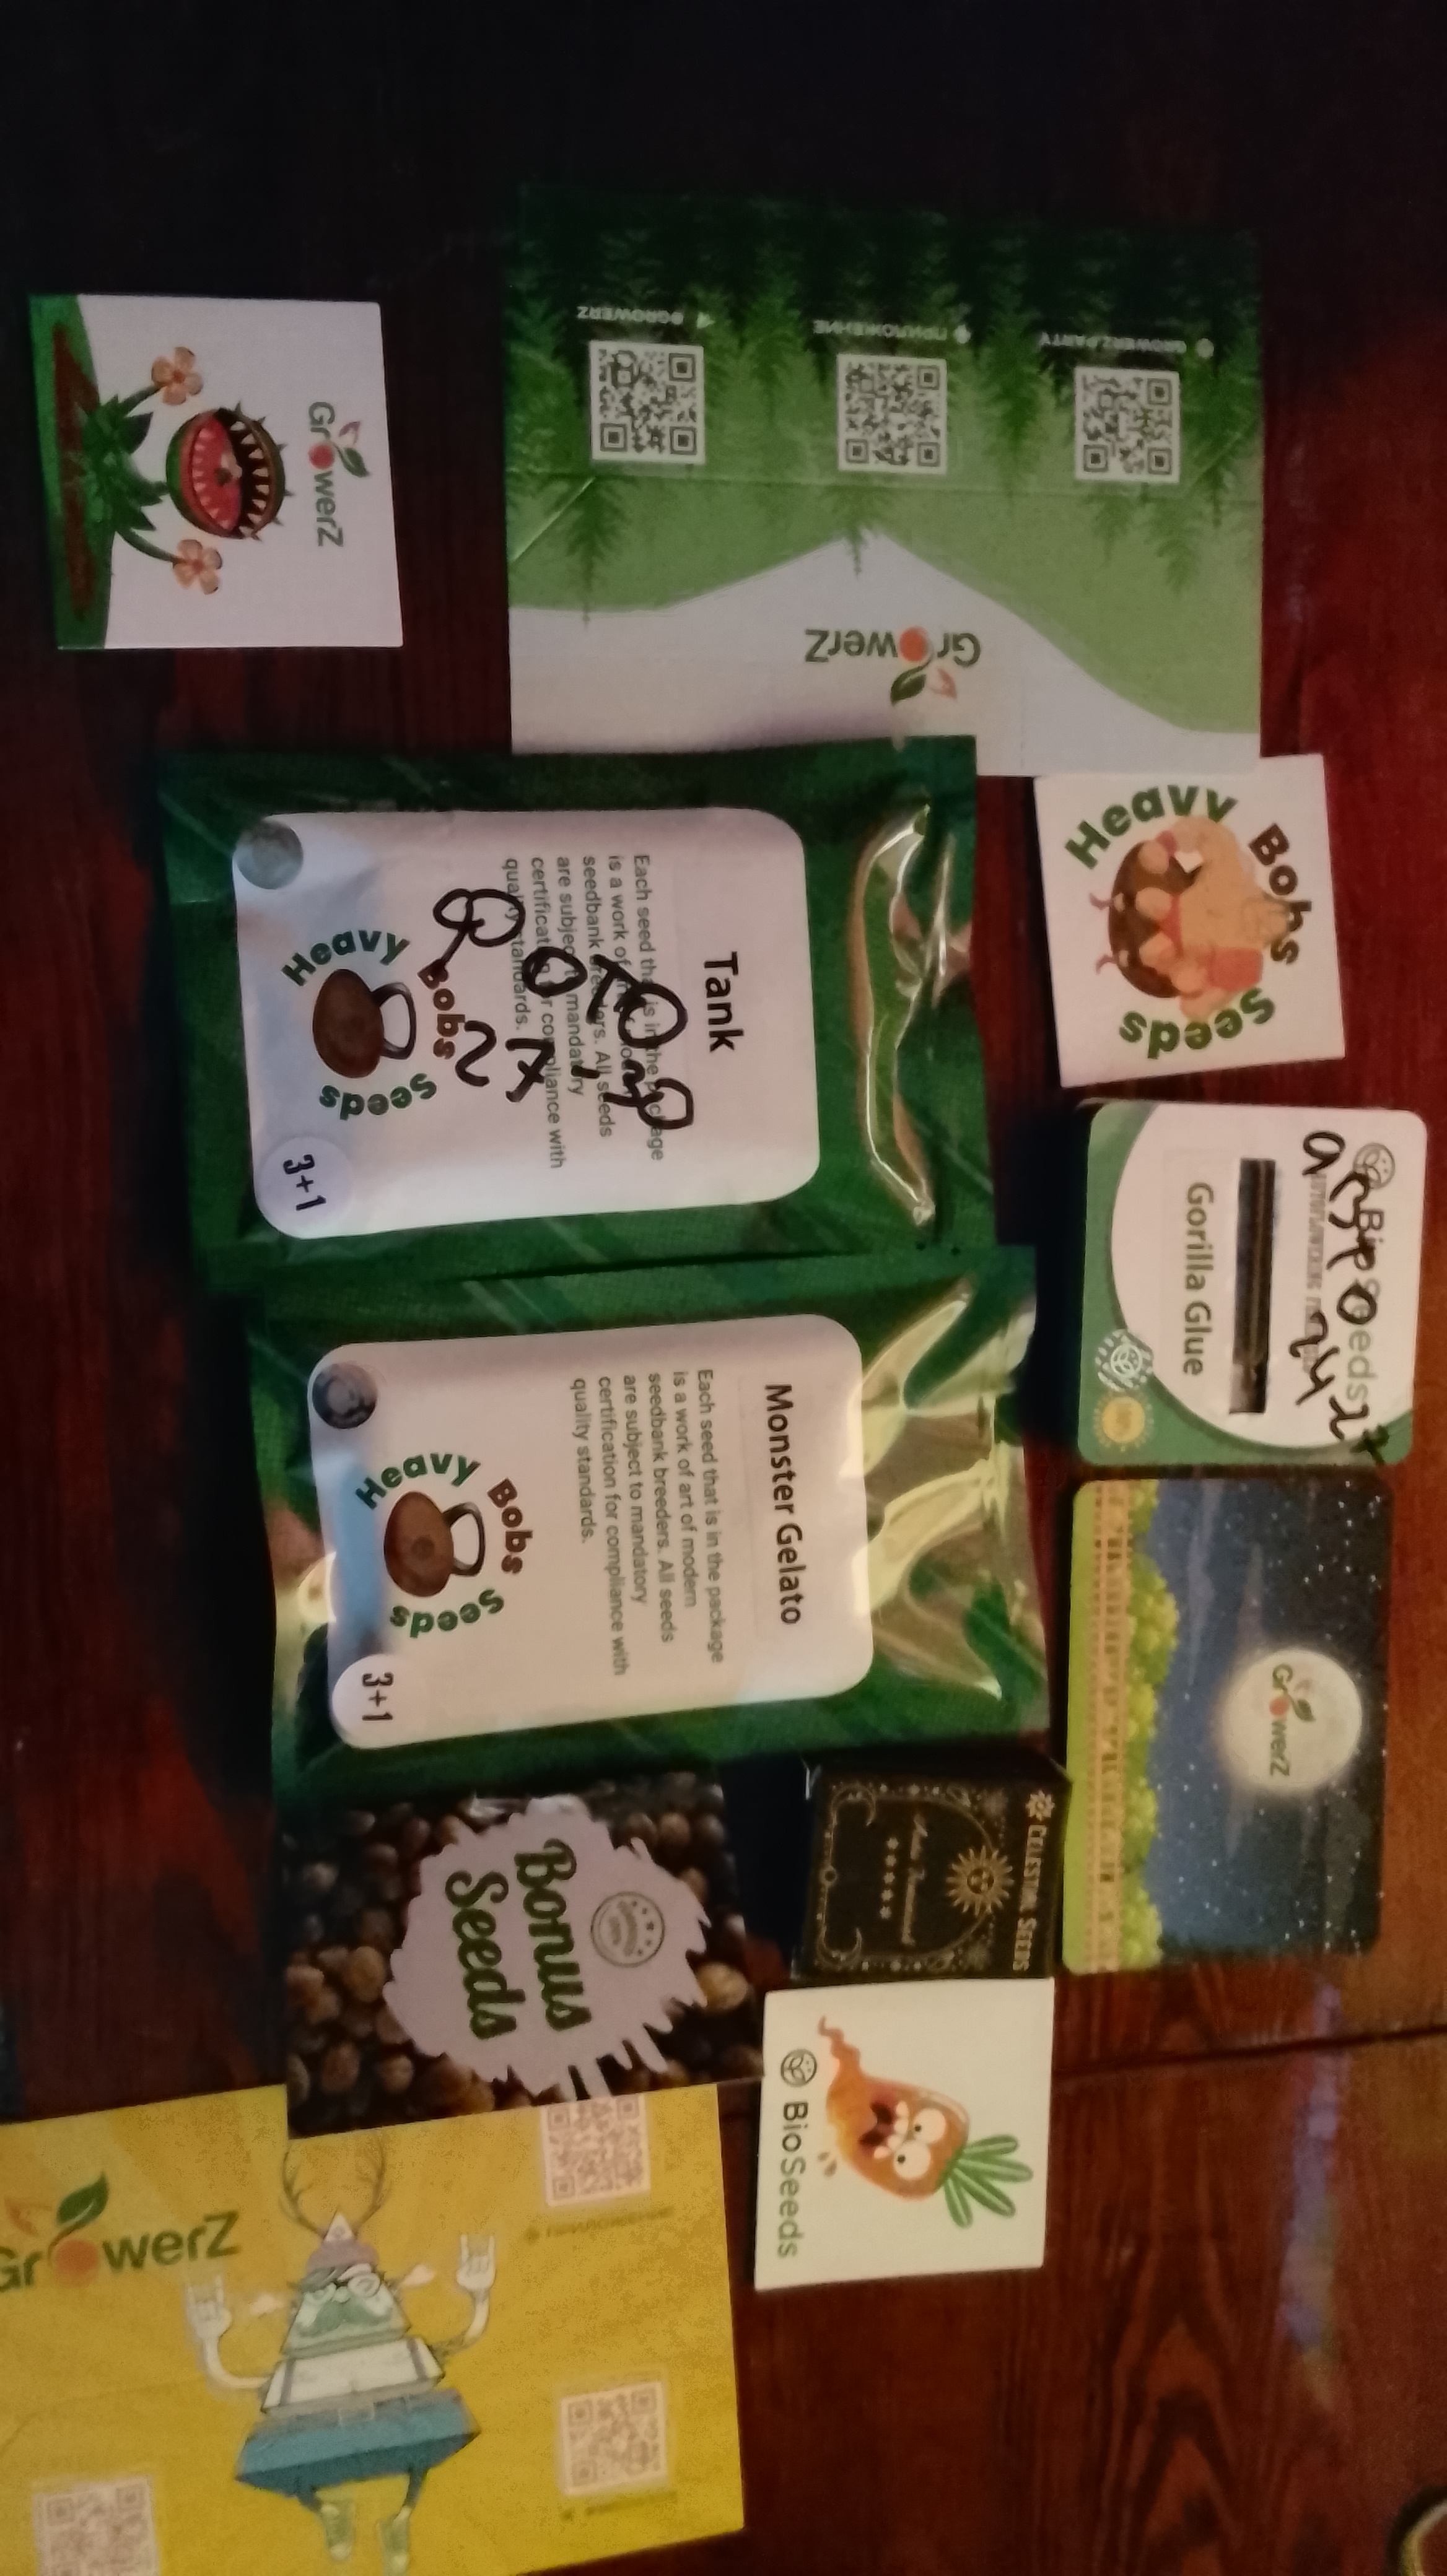 GrowerZ
@GROWERZ
ПРИЛОЖЕНИЕ
GROWERZ.PARTY
GrowerZ
Heavy Bobs Seeds
Tank
Each seed that is in the package
is a work of
seedbank breeders. All seeds
are subject mandatory
certification for compliance with
quality standards.
Heavy Bobs Seeds
3+1
27
BioSeeds
Gorilla Glue
Monster Gelato
Each seed that is in the package
is a work of art of modern
seedbank breeders. All seeds
are subject to mandatory
certification for compliance with
quality standards.
Heavy Bobs Seeds
3+1
GrowerZ
Bonus
Seeds
CELESTIAL SEEDS
BioSeeds
GrowerZ
ПРИЛОЖЕНИЕ